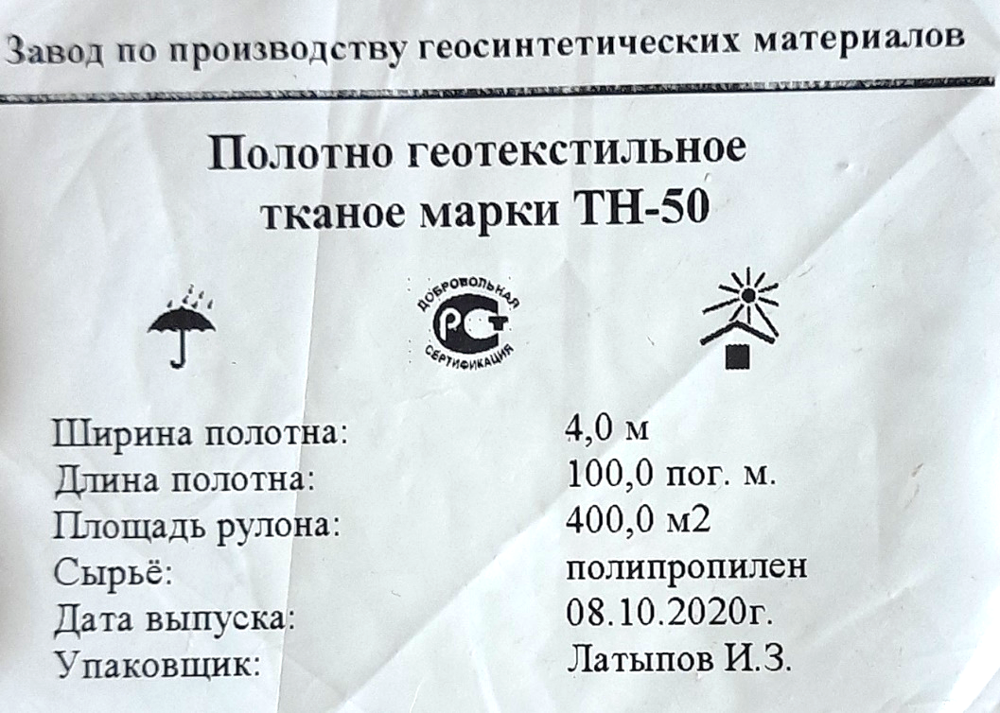 Завод по производству геосинтетических материалов
Полотно геотекстильное
тканое марки ТН-50
ДОБРОВОЛЬНАЯ
РСТ
СЕРТИФИКАЦИЯ
Ширина полотна: 4,0 м
Длина полотна: 100,0 пог. м.
Площадь рулона: 400,0 м2
Сырьё: полипропилен
Дата выпуска: 08.10.2020г.
Упаковщик: Латыпов И.З.